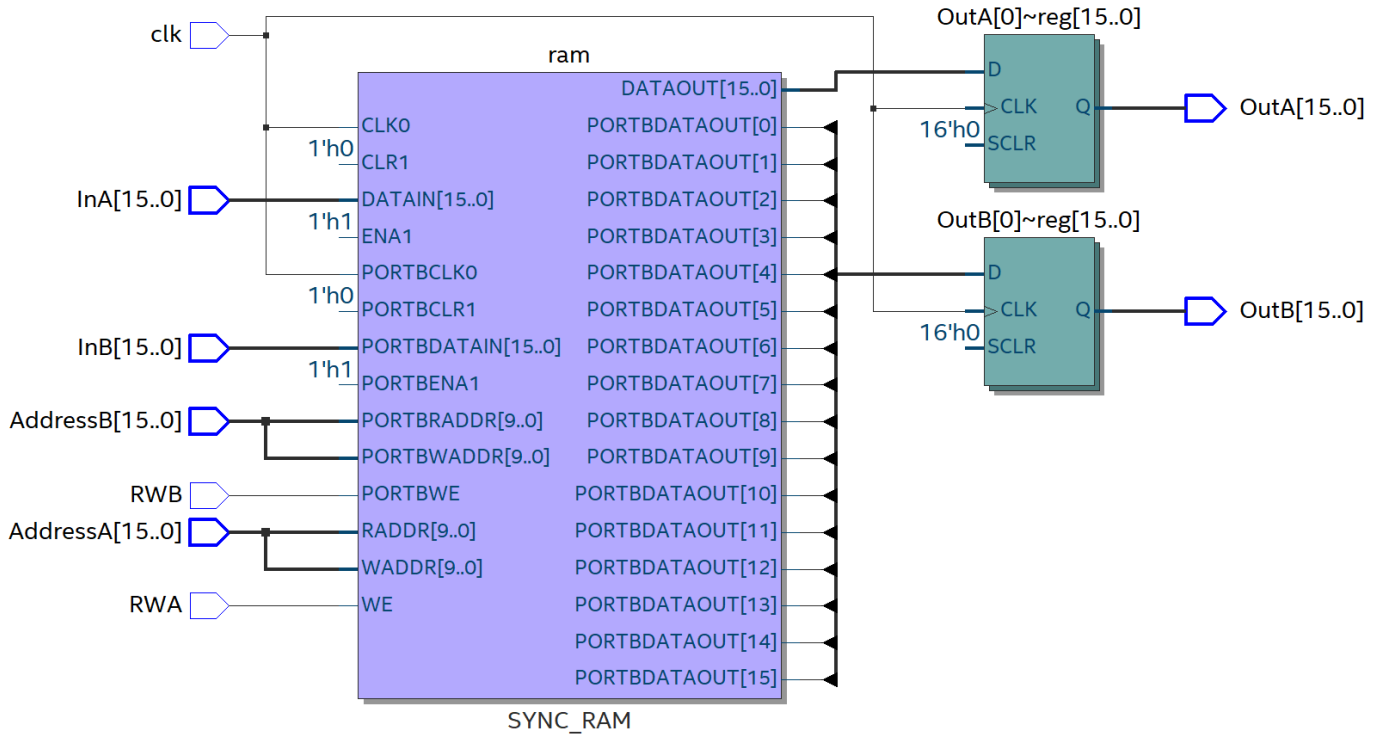 clk
InA[15..0]
InB[15..0]
AddressB[15..0]
RWB
AddressA[15..0]
RWA
ram
CLK0
1'h0
CLR1
DATAIN[15..0]
1'h1
ENA1
PORTBCLK0
1'h0
PORTBCLR1
PORTBDATAIN[15..0]
1'h1
PORTBENA1
PORTBRADDR[9..0]
PORTBWADDR[9..0]
PORTBWE
RADDR[9..0]
WADDR[9..0]
WE
DATAOUT[15..0]
PORTBDATAOUT[0]
PORTBDATAOUT[1]
PORTBDATAOUT[2]
PORTBDATAOUT[3]
PORTBDATAOUT[4]
PORTBDATAOUT[5]
PORTBDATAOUT[6]
PORTBDATAOUT[7]
PORTBDATAOUT[8]
PORTBDATAOUT[9]
PORTBDATAOUT[10]
PORTBDATAOUT[11]
PORTBDATAOUT[12]
PORTBDATAOUT[13]
PORTBDATAOUT[14]
PORTBDATAOUT[15]
SYNC_RAM
OutA[0]~reg[15..0]
D
CLK
Q
16'h0
SCLR
OutA[15..0]
OutB[0]~reg[15..0]
D
CLK
Q
16'h0
SCLR
OutB[15..0]